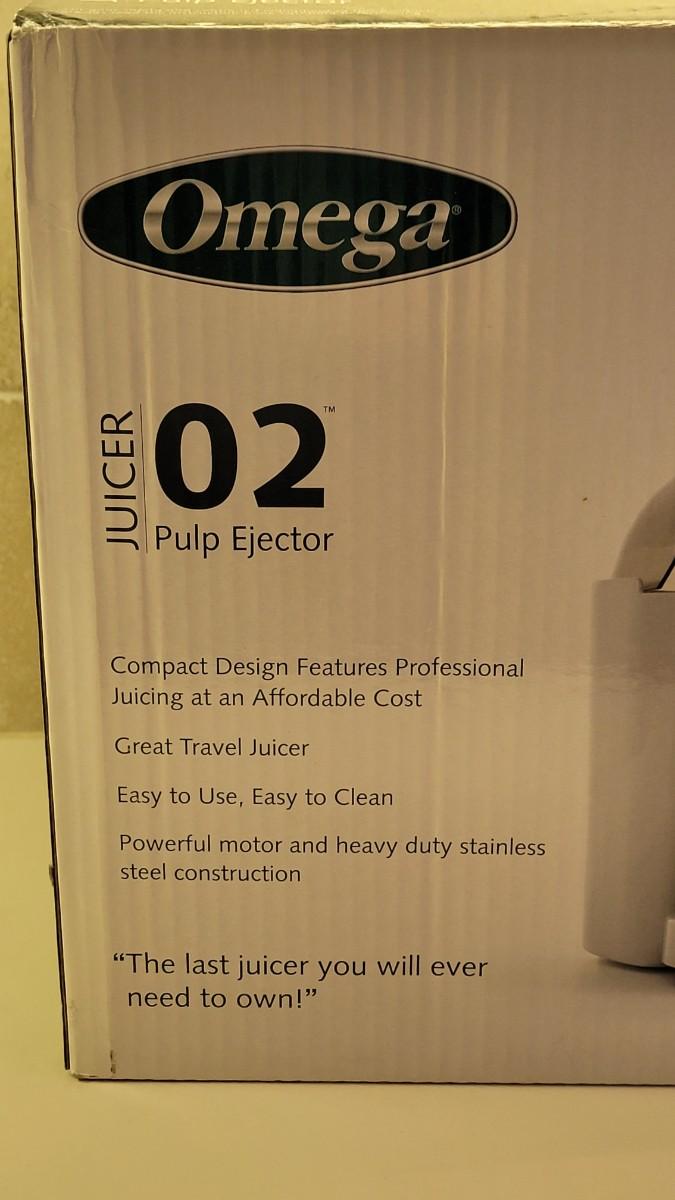 Omega®
JUICER
02™
Pulp Ejector
Compact Design Features Professional
Juicing at an Affordable Cost
Great Travel Juicer
Easy to Use, Easy to Clean
Powerful motor and heavy duty stainless
steel construction
“The last juicer you will ever
need to own!”